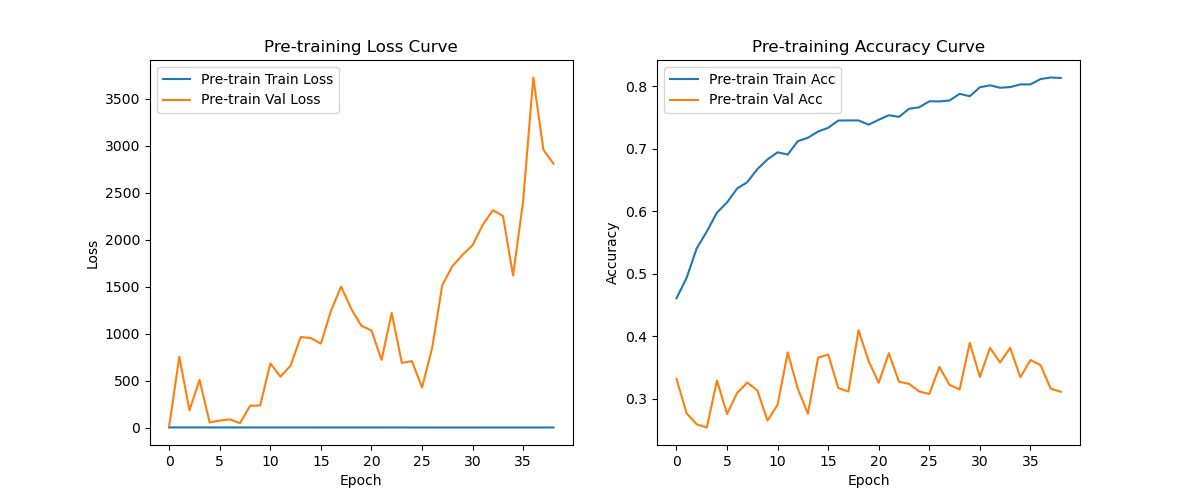 Pre-training Loss Curve
Pre-train Train Loss
Pre-train Val Loss
3500
3000
2500
2000
1500
1000
500
0
Loss
0 5 10 15 20 25 30 35
Epoch
Pre-training Accuracy Curve
Pre-train Train Acc
Pre-train Val Acc
0.8
0.7
0.6
0.5
0.4
0.3
Accuracy
0 5 10 15 20 25 30 35
Epoch